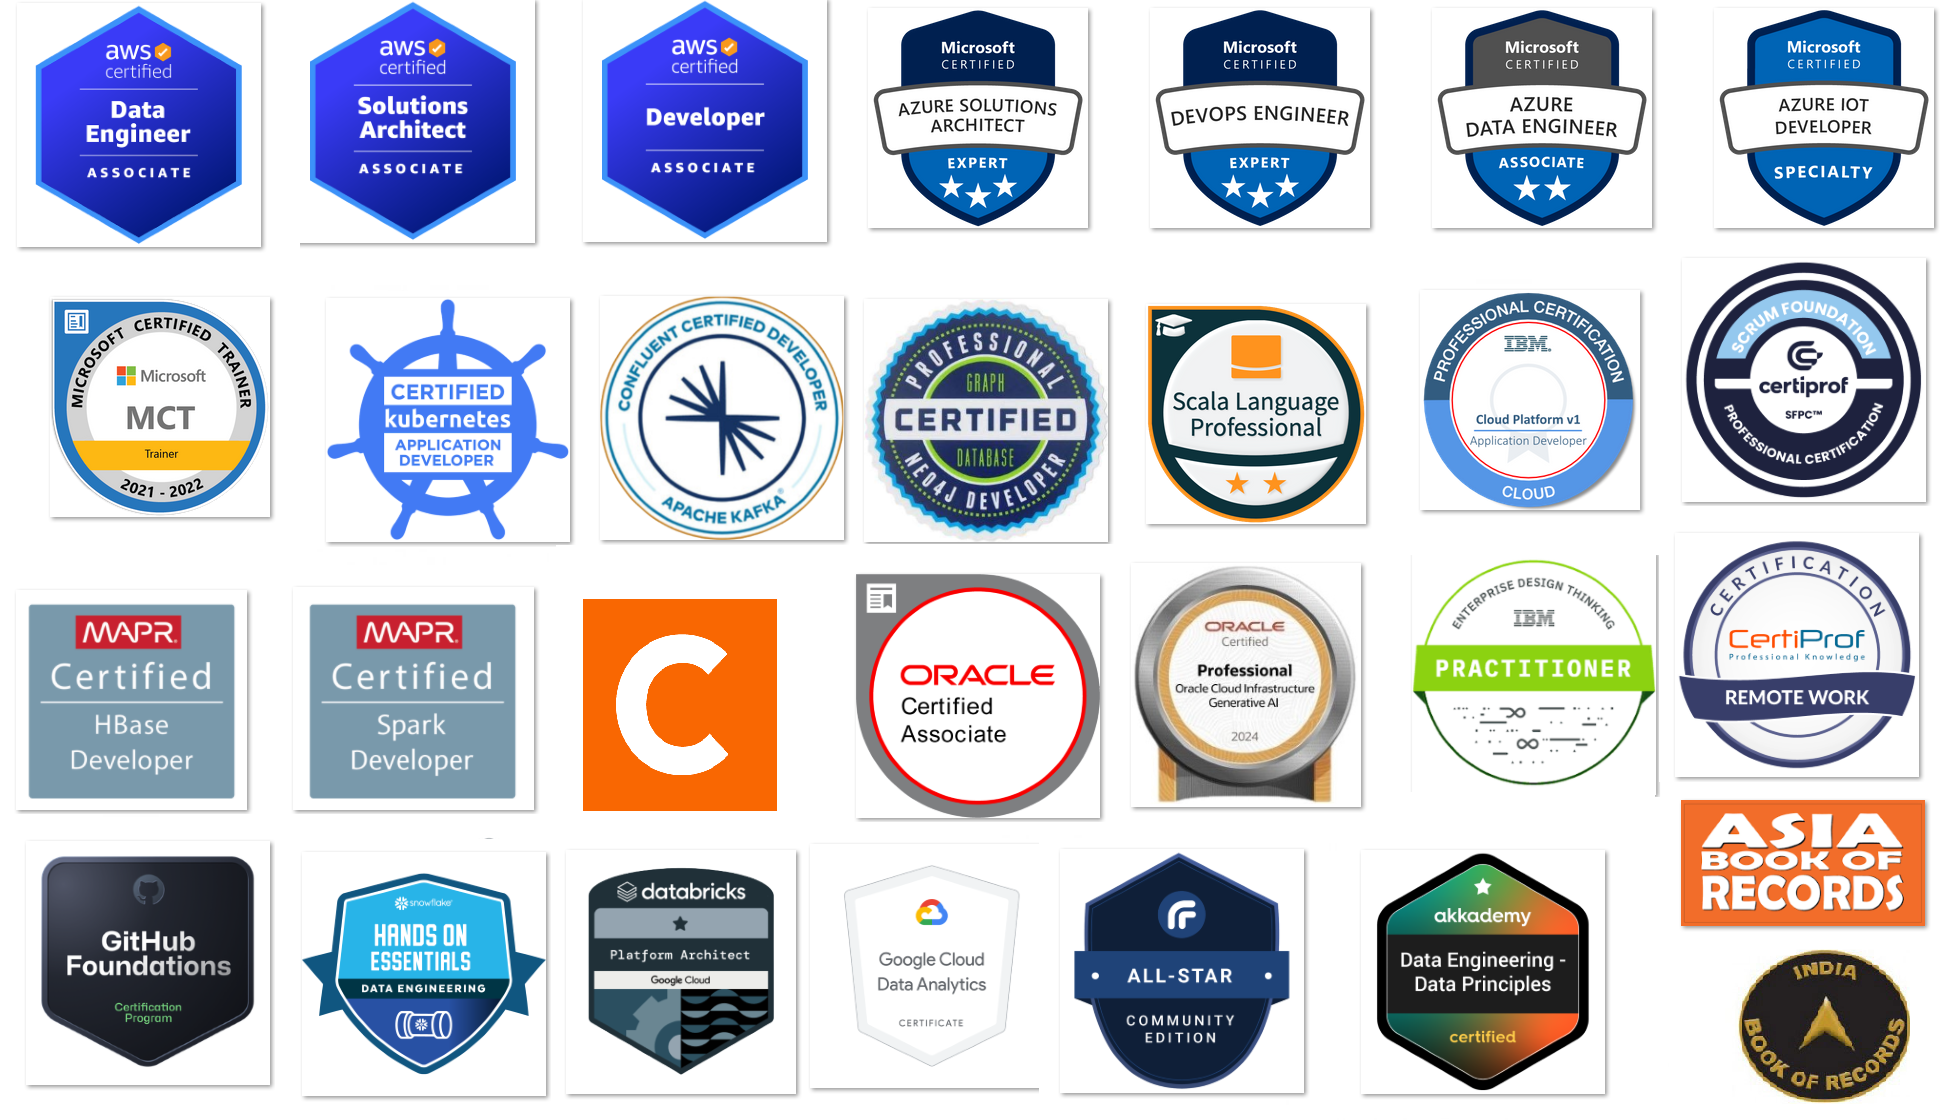 aws
certified
Data
Engineer
ASSOCIATE
aws
certified
Solutions
Architect
ASSOCIATE
aws
certified
Developer
ASSOCIATE
Microsoft
CERTIFIED
AZURE SOLUTIONS
ARCHITECT
EXPERT
Microsoft
CERTIFIED
DEVOPS ENGINEER
EXPERT
Microsoft
CERTIFIED
AZURE
DATA ENGINEER
ASSOCIATE
Microsoft
CERTIFIED
AZURE IOT
DEVELOPER
SPECIALTY
MICROSOFT CERTIFIED TRAINER
Microsoft
MCT
Trainer
2021 - 2022
CERTIFIED
kubernetes
APPLICATION
DEVELOPER
CONFLUENT CERTIFIED DEVELOPER
APACHE KAFKA®
PROFESSIONAL
GRAPH
CERTIFIED
DATABASE
NEO4J DEVELOPER
Scala Language
Professional
PROFESSIONAL CERTIFICATION
IBM.
Cloud Platform v1
Application Developer
CLOUD
SCRUM FOUNDATION
certiprof
SFPC™
PROFESSIONAL CERTIFICATION
MAPR.
Certified
HBase
Developer
MAPR.
Certified
Spark
Developer
C
ORACLE
Certified
Associate
ORACLE
Certified
Professional
Oracle Cloud Infrastructure
Generative AI
2024
ENTERPRISE DESIGN THINKING
IBM
PRACTITIONER
CERTIFICATION
CertiProf
Professional Knowledge
REMOTE WORK
GitHub
Foundations
Certification
Program
snowflake®
HANDS ON
ESSENTIALS
DATA ENGINEERING
databricks
Platform Architect
Google Cloud
Google Cloud
Data Analytics
CERTIFICATE
ALL-STAR
COMMUNITY
EDITION
akkademy
Data Engineering -
Data Principles
certified
ASIA
BOOK OF
RECORDS
INDIA
BOOK OF RECORDS